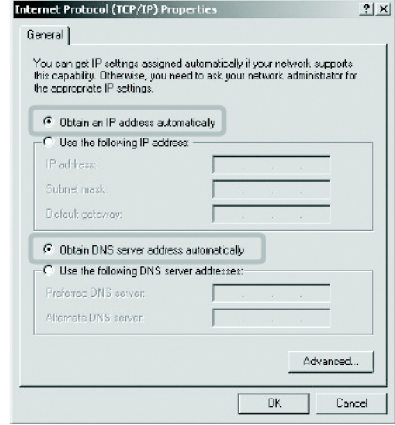 Internet Protocol (TCP/IP) Properties
General
You can get IP settings assigned automatically if your network supports
this capability. Otherwise, you need to ask your network administrator for
the appropriate IP settings.
Obtain an IP address automatically
Use the following IP address:
IP address:
Subnet mask:
Default gateway:
Obtain DNS server address automatically
Use the following DNS server addresses:
Preferred DNS server:
Alternate DNS server:
Advanced...
OK
Cancel